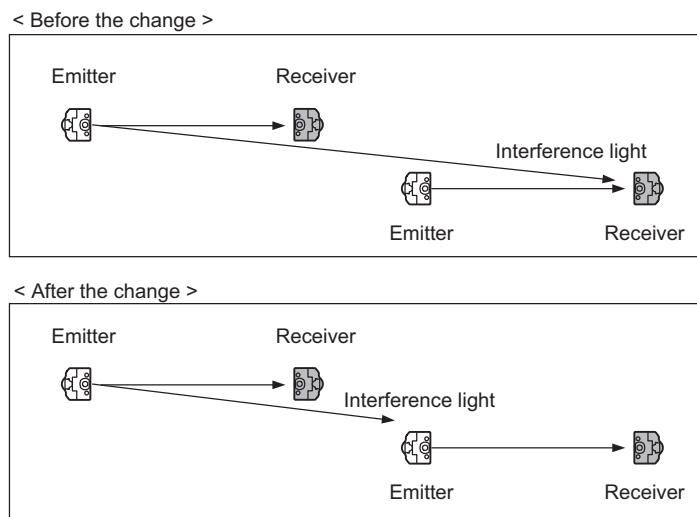 < Before the change >
Emitter Receiver
Interference light
Emitter Receiver
< After the change >
Emitter Receiver
Interference light
Emitter Receiver